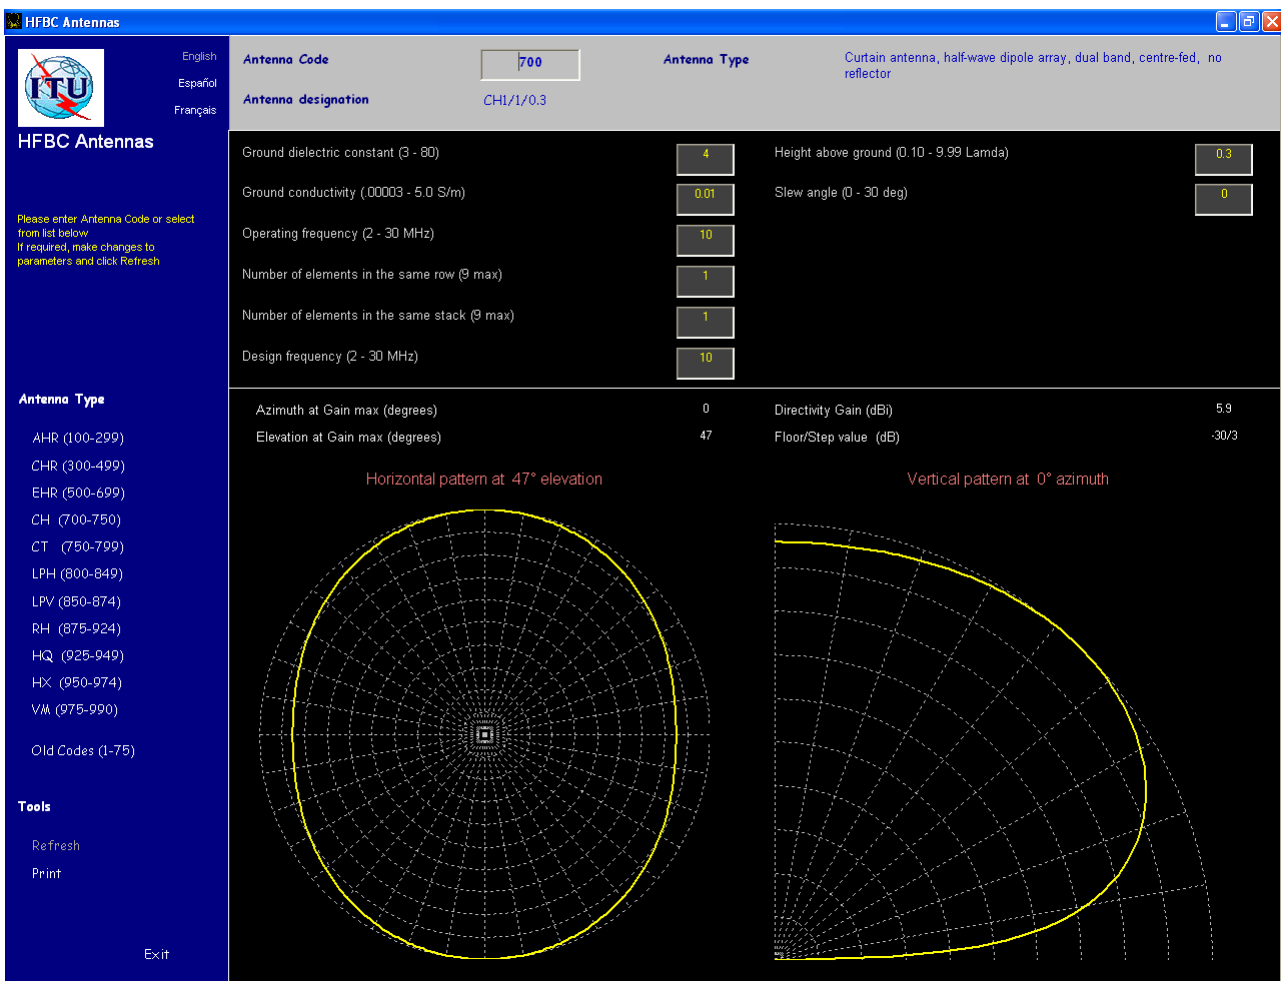 HFBC Antennas
ITU
English
Español
Français
HFBC Antennas
Please enter Antenna Code or select
from list below
If required, make changes to
parameters and click Refresh
Antenna Type
AHR (100-299)
CHR (300-499)
EHR (500-699)
CH (700-750)
CT (750-799)
LPH (800-849)
LPV (850-874)
RH (875-924)
HQ (925-949)
HX (950-974)
VM (975-990)
Old Codes (1-75)
Tools
Refresh
Print
Exit
Antenna Code 700 Antenna Type Curtain antenna, half-wave dipole array, dual band, centre-fed, no
reflector
Antenna designation CH1/1/0.3
Ground dielectric constant (3 - 80) 4 Height above ground (0.10 - 9.99 Lamda) 0.3
Ground conductivity (.00003 - 5.0 S/m) 0.01 Slew angle (0 - 30 deg) 0
Operating frequency (2 - 30 MHz) 10
Number of elements in the same row (9 max) 1
Number of elements in the same stack (9 max) 1
Design frequency (2 - 30 MHz) 10
Azimuth at Gain max (degrees) 0 Directivity Gain (dBi) 5.9
Elevation at Gain max (degrees) 47 Floor/Step value (dB) -30/3
Horizontal pattern at 47° elevation Vertical pattern at 0° azimuth